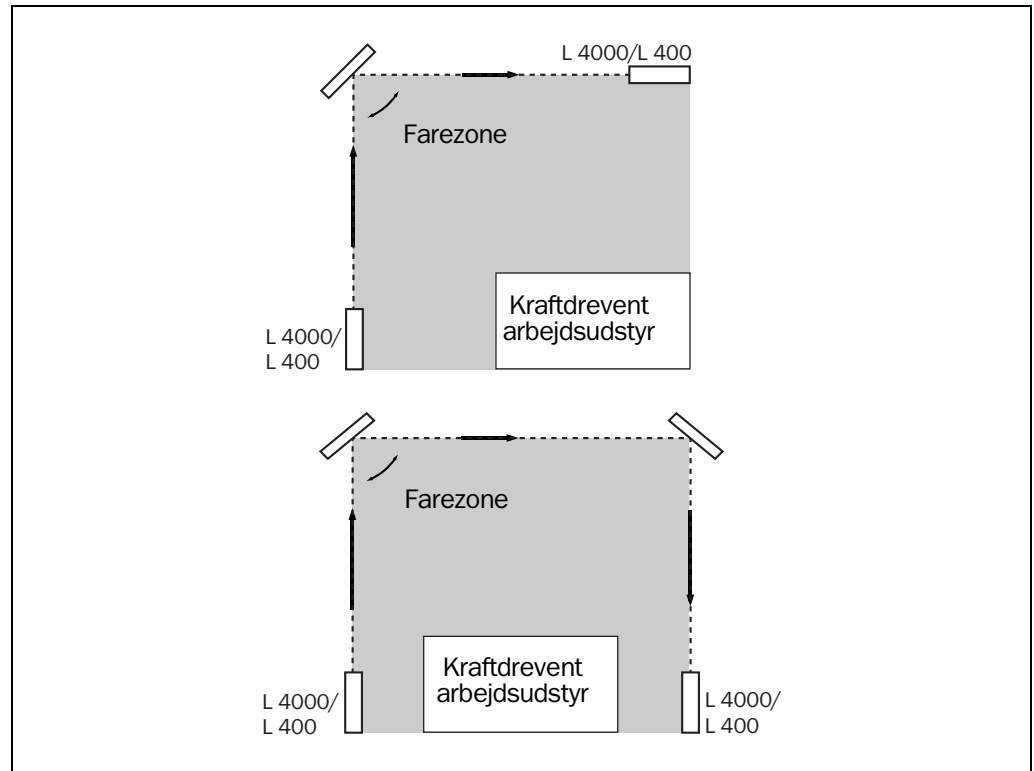 L 4000/L 400
Farezone
Kraftdrevent
arbejdsudstyr
L 4000/
L 400
Farezone
Kraftdrevent
arbejdsudstyr
L 4000/
L 400
L 4000/
L 400